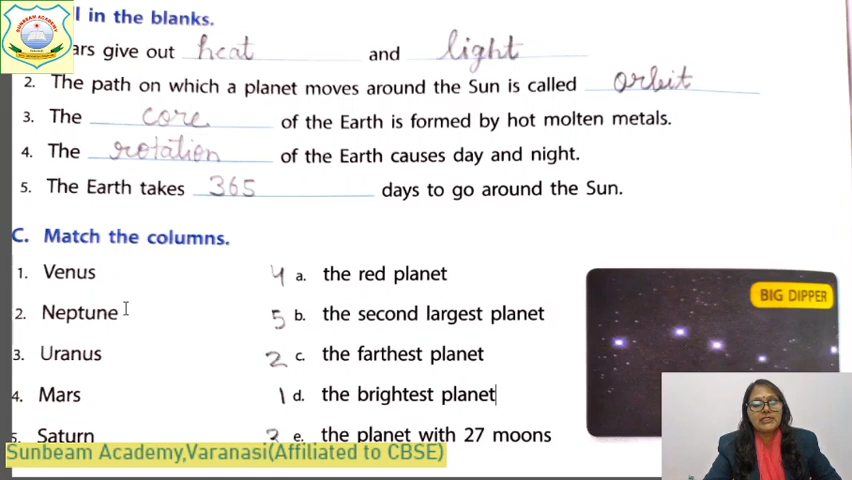 SUNBEAM ACADEMY
l in the blanks.
ars give out heat and light
2. The path on which a planet moves around the Sun is called orbit
3. The core of the Earth is formed by hot molten metals.
4. The rotation of the Earth causes day and night.
5. The Earth takes 365 days to go around the Sun.
C. Match the columns.
1. Venus 4 a. the red planet
2. Neptune 5 b. the second largest planet
3. Uranus 2 c. the farthest planet
4. Mars 1 d. the brightest planet
5. Saturn 3 e. the planet with 27 moons
BIG DIPPER
Sunbeam Academy,Varanasi(Affiliated to CBSE)